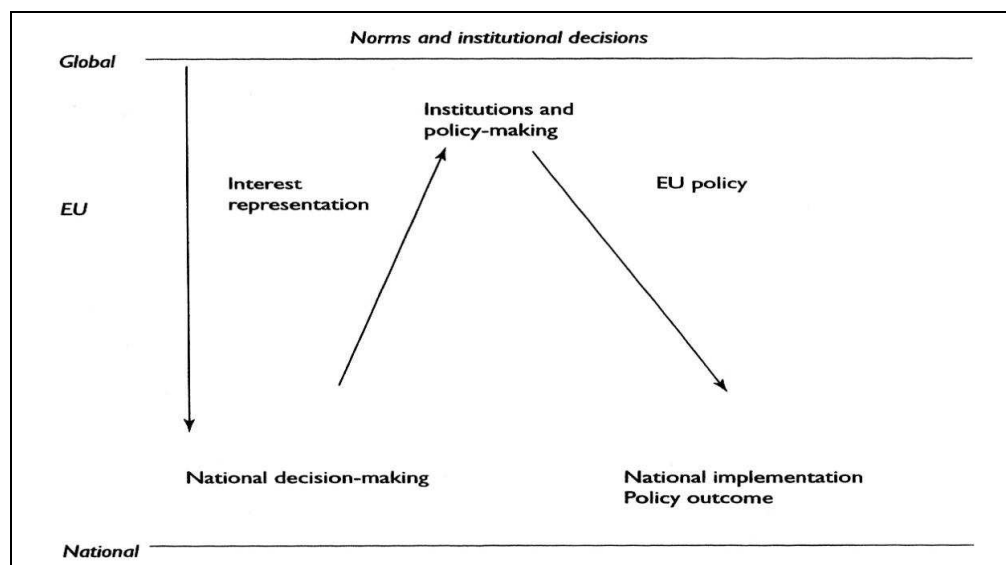 Norms and institutional decisions
Global
Institutions and
policy-making
Interest
representation
EU policy
EU
National decision-making
National implementation
Policy outcome
National